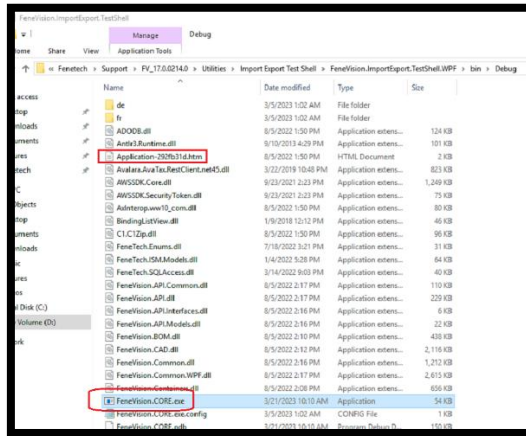 FeneVision.ImportExport.TestShell
Manage Debug
Home Share View Application Tools
« Fenetech > Support > FV_17.0.0214.0 > Utilities > Import Export Test Shell > FeneVision.ImportExport.TestShell.WPF > bin > Debug
Name Date modified Type Size
access
de 3/5/2023 1:02 AM File folder
fr 3/5/2023 1:02 AM File folder
ADODB.dll 8/5/2022 1:50 PM Application extens... 124 KB
Antlr3.Runtime.dll 9/10/2013 4:29 PM Application extens... 101 KB
Application-292fb31d.htm 8/5/2022 1:50 PM HTML Document 2 KB
Avalara.AvaTax.RestClient.net45.dll 3/22/2019 10:48 PM Application extens... 823 KB
AWSSDK.Core.dll 9/23/2021 2:23 PM Application extens... 1,249 KB
AWSSDK.SecurityToken.dll 9/23/2021 2:23 PM Application extens... 75 KB
AxInterop.ww10_com.dll 8/5/2022 1:50 PM Application extens... 80 KB
BindingListView.dll 1/9/2018 12:12 PM Application extens... 46 KB
C1.C1Zip.dll 8/5/2022 1:50 PM Application extens... 96 KB
FeneTech.Enums.dll 7/18/2022 3:21 PM Application extens... 31 KB
FeneTech.ISM.Models.dll 1/4/2022 5:28 PM Application extens... 64 KB
FeneTech.SQLAccess.dll 3/14/2022 9:03 PM Application extens... 40 KB
FeneVision.API.Common.dll 8/5/2022 2:17 PM Application extens... 110 KB
FeneVision.API.dll 8/5/2022 2:17 PM Application extens... 229 KB
FeneVision.API.Interfaces.dll 8/5/2022 2:16 PM Application extens... 6 KB
FeneVision.API.Models.dll 8/5/2022 2:16 PM Application extens... 22 KB
FeneVision.BOM.dll 8/5/2022 2:10 PM Application extens... 438 KB
FeneVision.CAD.dll 8/5/2022 2:12 PM Application extens... 2,116 KB
FeneVision.Common.dll 8/5/2022 2:16 PM Application extens... 1,212 KB
Volume (D:) FeneVision.Common.WPF.dll 8/5/2022 2:17 PM Application extens... 2,615 KB
FeneVision.Containers.dll 8/5/2022 2:08 PM Application extens... 656 KB
FeneVision.CORE.exe 3/21/2023 10:10 AM Application 54 KB
FeneVision.CORE.exe.config 3/5/2023 1:02 AM CONFIG File 1 KB
FeneVision.CORE.pdb 3/21/2023 10:10 AM Program Debug D... 150 KB